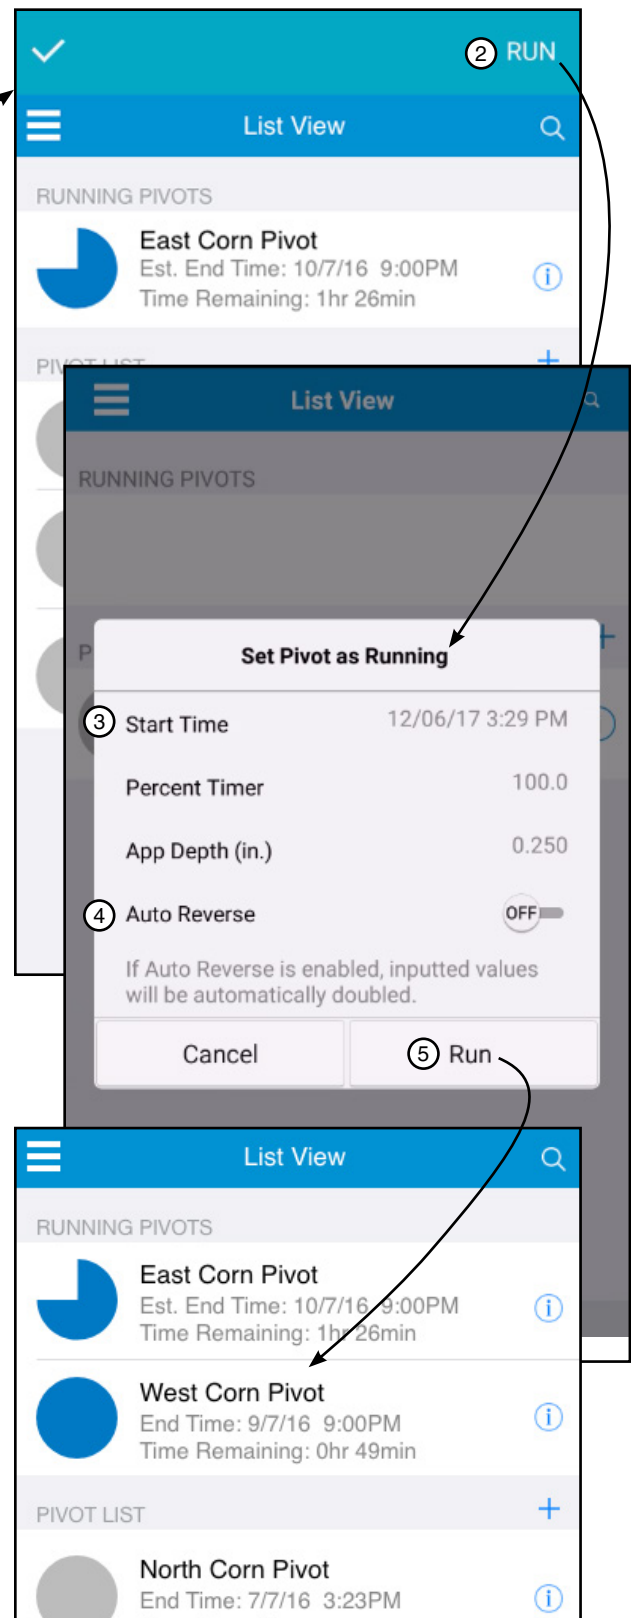 ② RUN
List View
RUNNING PIVOTS
East Corn Pivot
Est. End Time: 10/7/16 9:00PM
Time Remaining: 1hr 26min
PIVOT LIST
List View
RUNNING PIVOTS
P
Set Pivot as Running
③ Start Time 12/06/17 3:29 PM
Percent Timer 100.0
App Depth (in.) 0.250
④ Auto Reverse OFF
If Auto Reverse is enabled, inputted values
will be automatically doubled.
Cancel ⑤ Run
List View
RUNNING PIVOTS
East Corn Pivot
Est. End Time: 10/7/16 9:00PM
Time Remaining: 1hr 26min
West Corn Pivot
End Time: 9/7/16 9:00PM
Time Remaining: 0hr 49min
PIVOT LIST
North Corn Pivot
End Time: 7/7/16 3:23PM